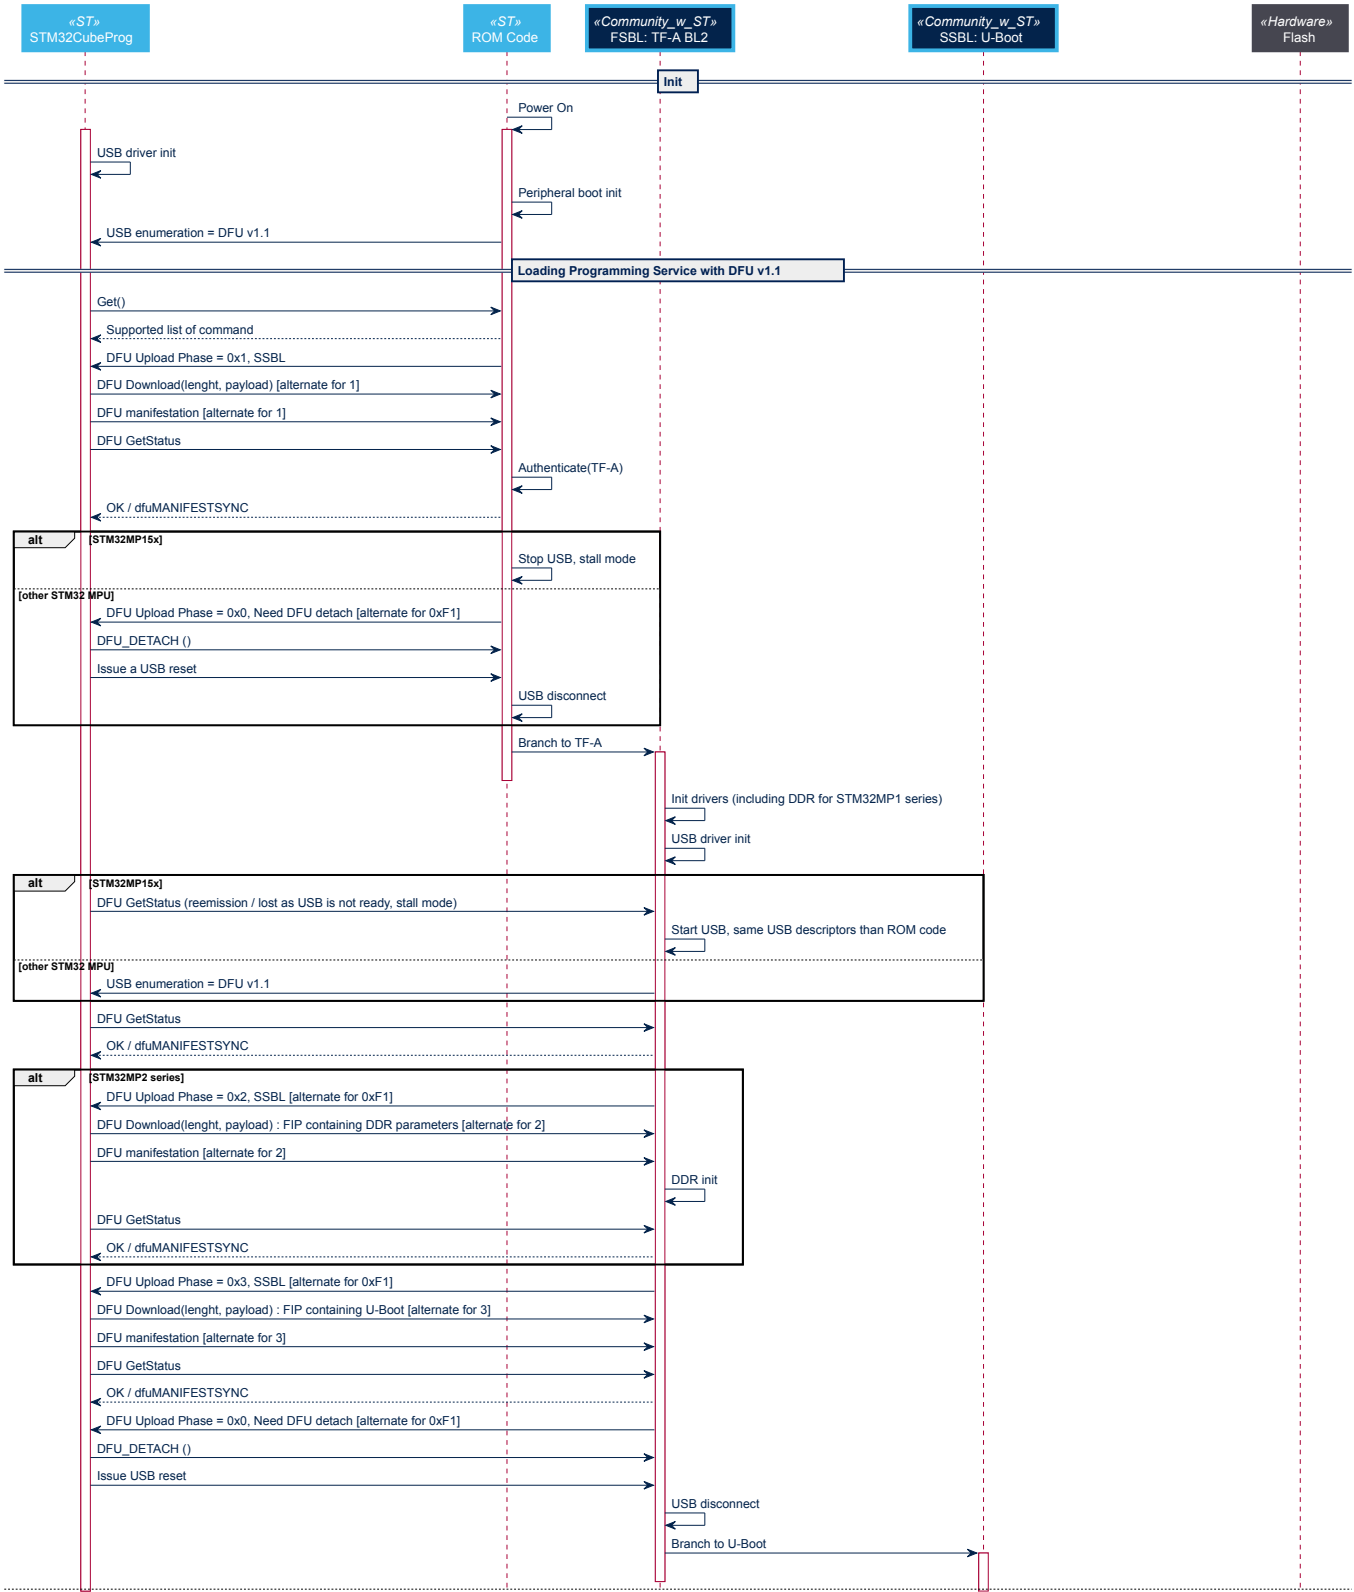 «ST»
STM32CubeProg
«ST»
ROM Code
«Community_w_ST»
FSBL: TF-A BL2
«Community_w_ST»
SSBL: U-Boot
«Hardware»
Flash
Init
Power On
USB driver init
Peripheral boot init
USB enumeration = DFU v1.1
Loading Programming Service with DFU v1.1
Get()
Supported list of command
DFU Upload Phase = 0x1, SSBL
DFU Download(lenght, payload) [alternate for 1]
DFU manifestation [alternate for 1]
DFU GetStatus
Authenticate(TF-A)
OK / dfuMANIFESTSYNC
alt
[STM32MP15x]
Stop USB, stall mode
[other STM32 MPU]
DFU Upload Phase = 0x0, Need DFU detach [alternate for 0xF1]
DFU_DETACH ()
Issue a USB reset
USB disconnect
Branch to TF-A
Init drivers (including DDR for STM32MP1 series)
USB driver init
alt
[STM32MP15x]
DFU GetStatus (reemission / lost as USB is not ready, stall mode)
Start USB, same USB descriptors than ROM code
[other STM32 MPU]
USB enumeration = DFU v1.1
DFU GetStatus
OK / dfuMANIFESTSYNC
alt
[STM32MP2 series]
DFU Upload Phase = 0x2, SSBL [alternate for 0xF1]
DFU Download(lenght, payload) : FIP containing DDR parameters [alternate for 2]
DFU manifestation [alternate for 2]
DDR init
DFU GetStatus
OK / dfuMANIFESTSYNC
DFU Upload Phase = 0x3, SSBL [alternate for 0xF1]
DFU Download(lenght, payload) : FIP containing U-Boot [alternate for 3]
DFU manifestation [alternate for 3]
DFU GetStatus
OK / dfuMANIFESTSYNC
DFU Upload Phase = 0x0, Need DFU detach [alternate for 0xF1]
DFU_DETACH ()
Issue USB reset
USB disconnect
Branch to U-Boot